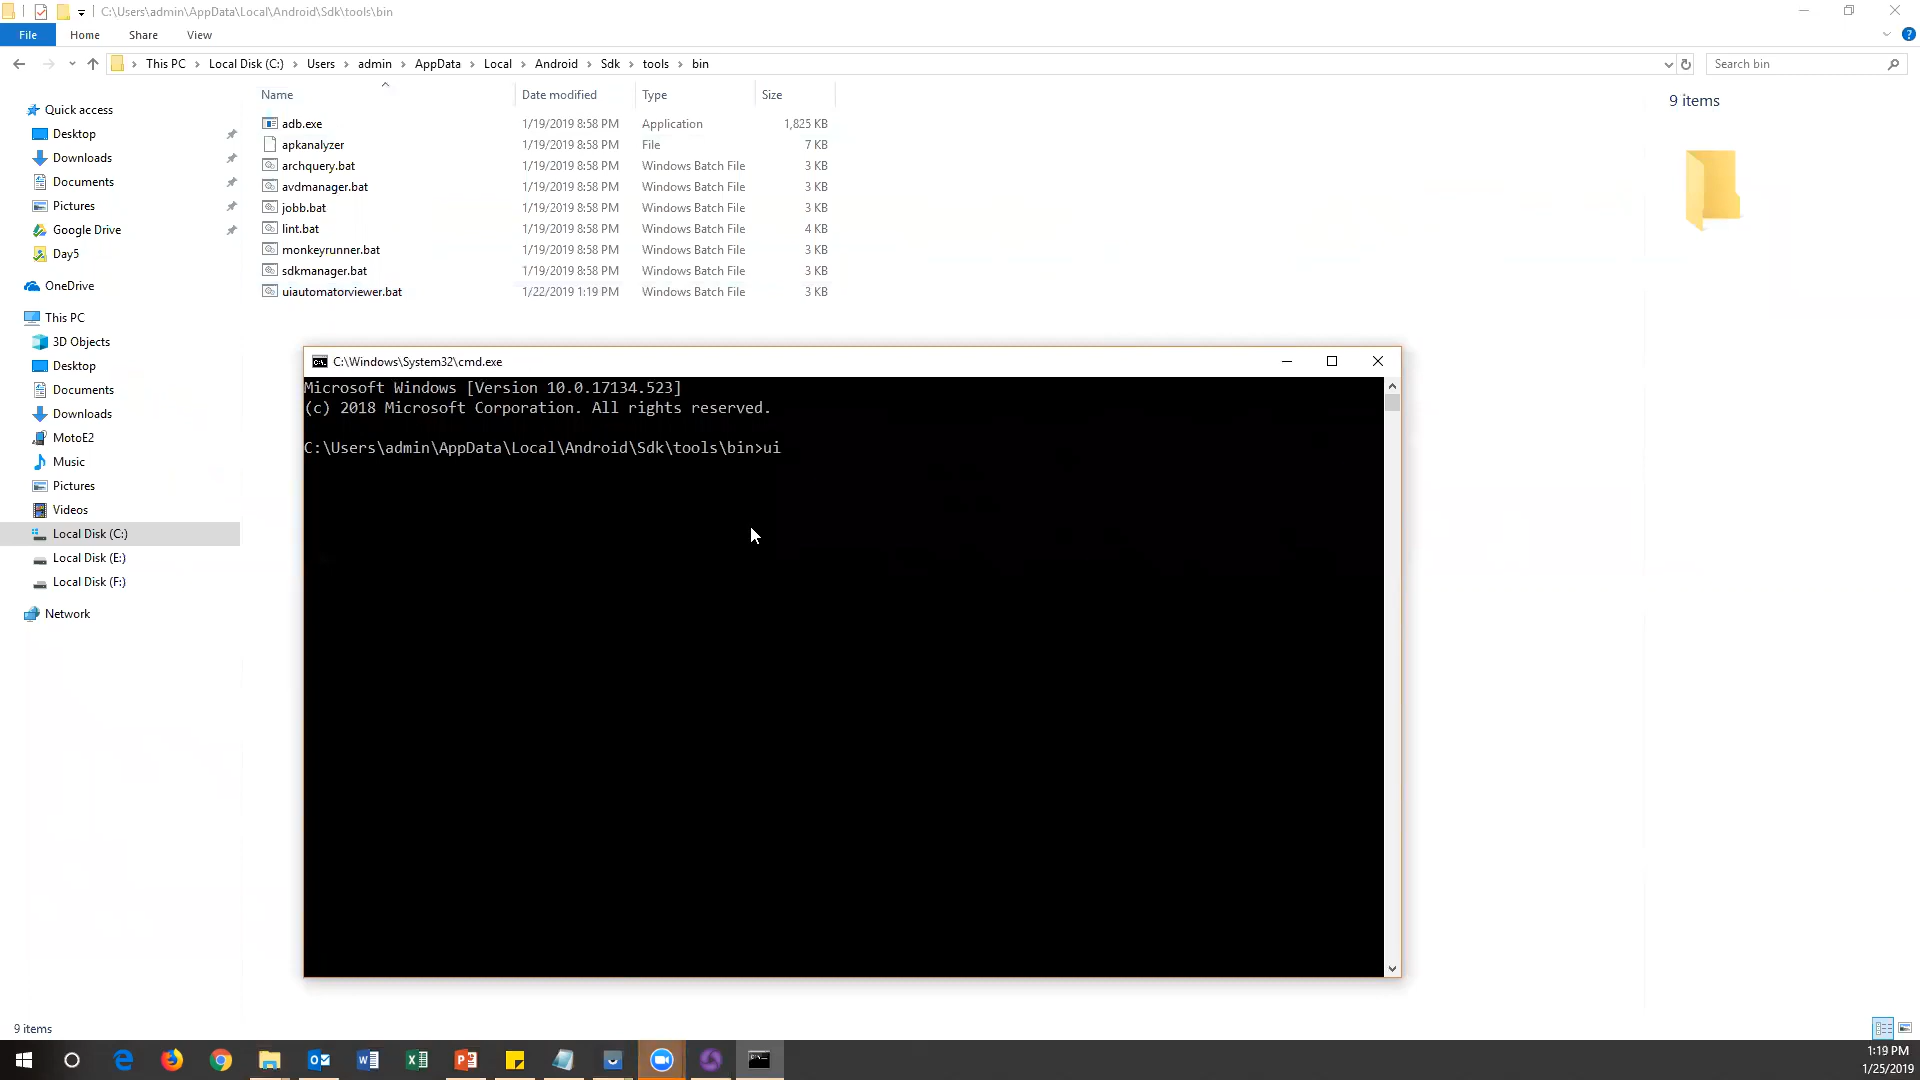 C:\Users\admin\AppData\Local\Android\Sdk\tools\bin
File Home Share View
This PC Local Disk (C:) Users admin AppData Local Android Sdk tools bin
Search bin
Name Date modified Type Size
adb.exe 1/19/2019 8:58 PM Application 1,825 KB
apkanalyzer 1/19/2019 8:58 PM File 7 KB
archquery.bat 1/19/2019 8:58 PM Windows Batch File 3 KB
avdmanager.bat 1/19/2019 8:58 PM Windows Batch File 3 KB
jobb.bat 1/19/2019 8:58 PM Windows Batch File 3 KB
lint.bat 1/19/2019 8:58 PM Windows Batch File 4 KB
monkeyrunner.bat 1/19/2019 8:58 PM Windows Batch File 3 KB
sdkmanager.bat 1/19/2019 8:58 PM Windows Batch File 3 KB
uiautomatorviewer.bat 1/22/2019 1:19 PM Windows Batch File 3 KB
9 items
Quick access
Desktop
Downloads
Documents
Pictures
Google Drive
Day5
OneDrive
This PC
3D Objects
Desktop
Documents
Downloads
MotoE2
Music
Pictures
Videos
Local Disk (C:)
Local Disk (E:)
Local Disk (F:)
Network
C:\Windows\System32\cmd.exe
Microsoft Windows [Version 10.0.17134.523]
(c) 2018 Microsoft Corporation. All rights reserved.
C:\Users\admin\AppData\Local\Android\Sdk\tools\bin>ui
9 items
1:19 PM
1/25/2019